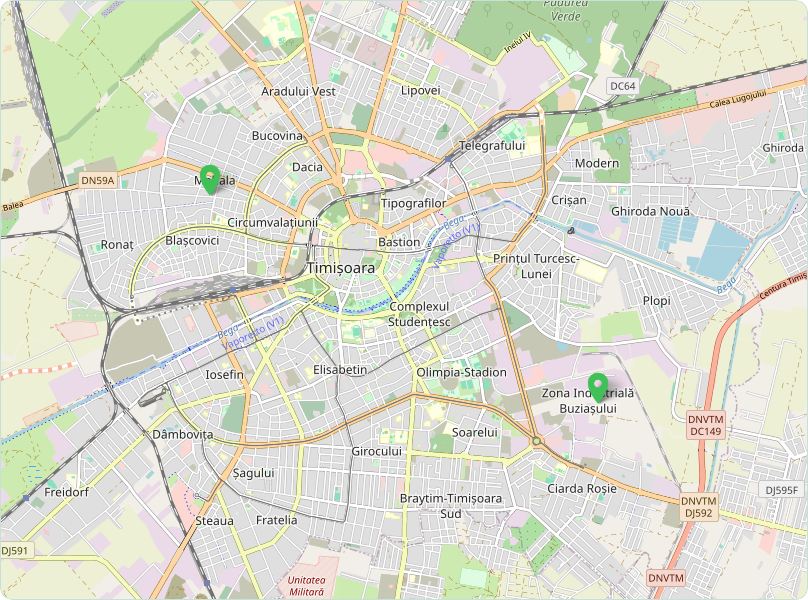 Pădurea
Verde
Inelul IV
DC64
Aradului Vest
Lipovei
Calea Lugojului
Bucovina
Telegrafului
Ghiroda
Dacia
Modern
DN59A
Balea
Tipografilor
Crișan
Ghiroda Nouă
Circumvalațiunii
Bega
Ronaț
Blașcovici
Bastion
Vaporetto (V1)
Timișoara
Prințul Turcesc-
Lunei
Bega
Centura Timiș
Plopi
Complexul
Studențesc
Bega
Vaporetto (V1)
Iosefin
Elisabetin
Olimpia-Stadion
Zona Industrială
Buziașului
DNVTM
DC149
Dâmbovița
Soarelui
Girocului
Șagului
Freidorf
Ciarda Roșie
DJ595F
Braytim-Timișoara
Sud
DNVTM
DJ592
Steaua
Fratelia
DJ591
Unitatea
Militară
DNVTM